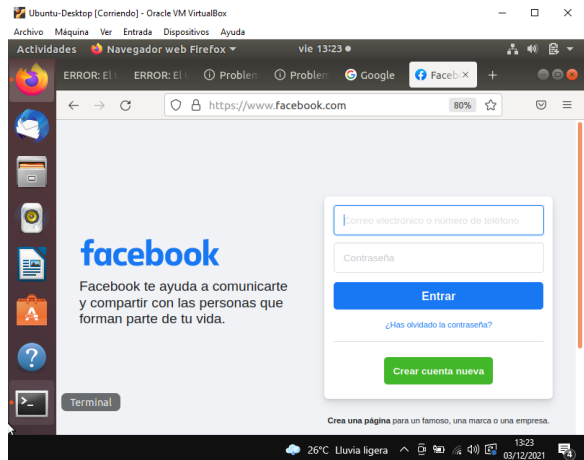 Ubuntu-Desktop [Corriendo] - Oracle VM VirtualBox
Archivo Máquina Ver Entrada Dispositivos Ayuda
Actividades Navegador web Firefox vie 13:23
ERROR: El ERROR: El Problem Problem Google Facebo
https://www.facebook.com 80%
Correo electrónico o número de teléfono
Contraseña
facebook
Facebook te ayuda a comunicarte
y compartir con las personas que
forman parte de tu vida.
Entrar
¿Has olvidado la contraseña?
Crear cuenta nueva
Terminal
Crea una página para un famoso, una marca o una empresa.
26°C Lluvia ligera 13:23
03/12/2021 4